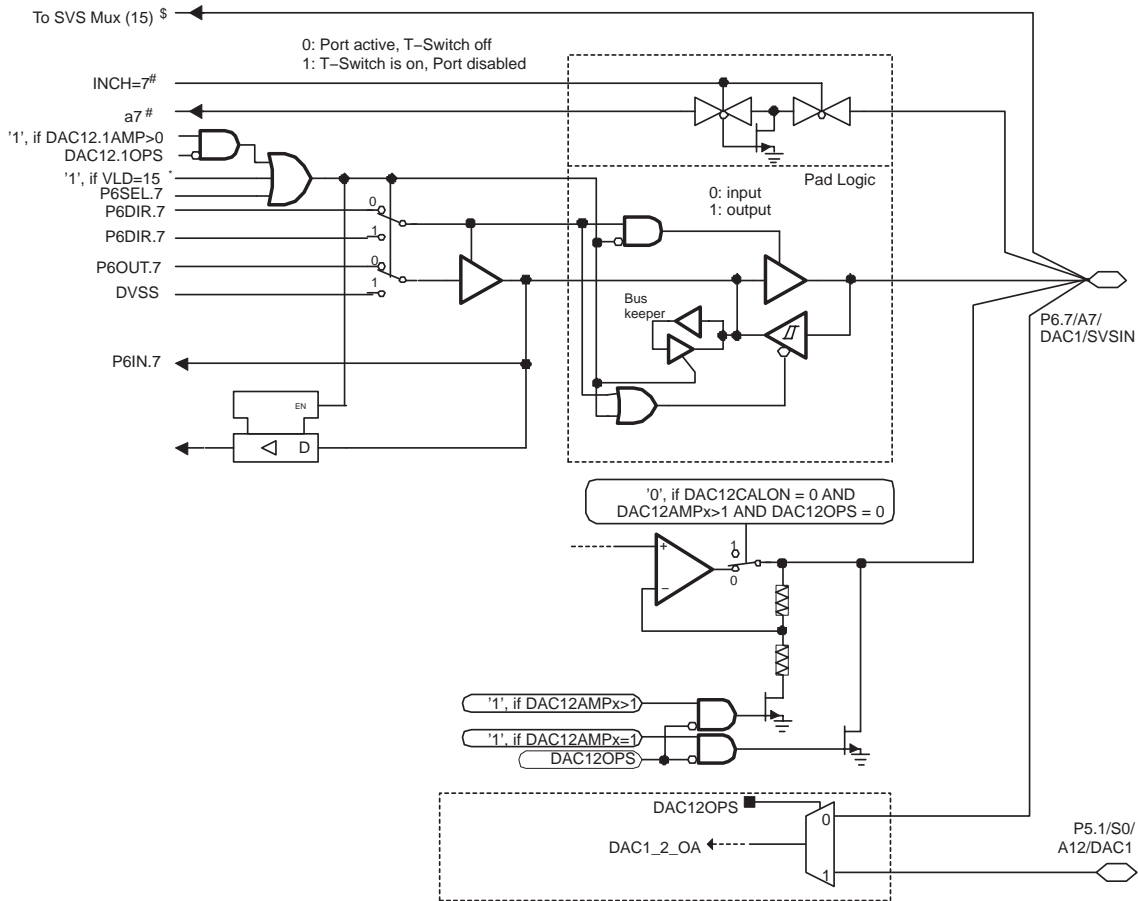 To SVS Mux (15) $
0: Port active, T−Switch off
1: T−Switch is on, Port disabled
INCH=7#
a7 #
'1', if DAC12.1AMP>0
DAC12.1OPS
'1', if VLD=15 *
P6SEL.7
P6DIR.7
P6DIR.7
P6OUT.7
DVSS
0
1
0
1
Pad Logic
0: input
1: output
Bus
keeper
P6IN.7
EN
D
P6.7/A7/
DAC1/SVSIN
'0', if DAC12CALON = 0 AND
DAC12AMPx>1 AND DAC12OPS = 0
+
−
1
0
'1', if DAC12AMPx>1
'1', if DAC12AMPx=1
DAC12OPS
DAC12OPS
0
DAC1_2_OA
1
P5.1/S0/
A12/DAC1